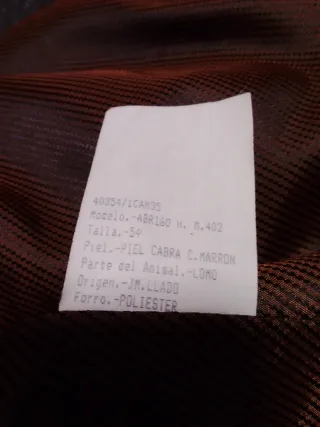 40354/1CAM35
Modelo.-ABR160 H. M.402
Talla.-54
Piel.-PIEL CABRA C.MARRON
Parte del Animal.-LOMO
Origen.-JM.LLADO
Forro.-POLIESTER